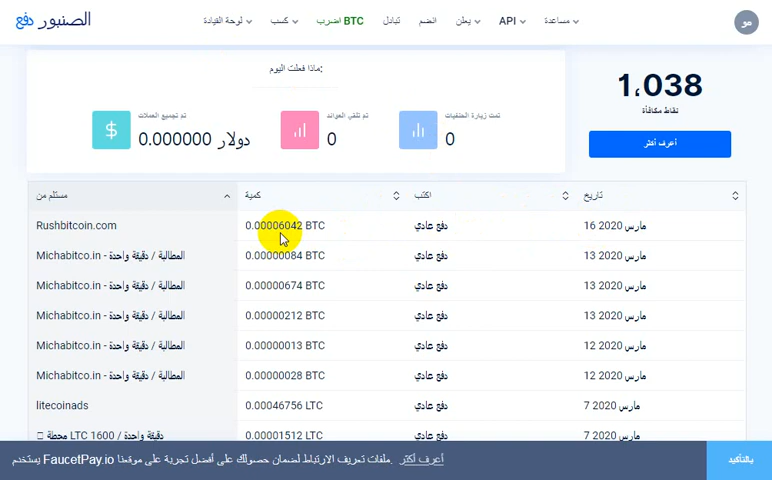 الصنبور دفع
لوحة القيادة
كسب
اضرب BTC
تبادل
الضم
يعلن
API
مساعدة
مو
ماذا فعلت اليوم:
تم تجميع العملات
0.000000 دولار
تم تلقي العوائد
0
تمت زيارة الحنفيات
0
1،038
نقاط مكافأة
أعرف أكثر
مستلم من كمية اكتب تاريخ
Rushbitcoin.com 0.00006042 BTC دفع عادي 16 مارس 2020
Michabitco.in - المطالبة / دقيقة واحدة 0.00000084 BTC دفع عادي 13 مارس 2020
Michabitco.in - المطالبة / دقيقة واحدة 0.00000674 BTC دفع عادي 13 مارس 2020
Michabitco.in - المطالبة / دقيقة واحدة 0.00000212 BTC دفع عادي 13 مارس 2020
Michabitco.in - المطالبة / دقيقة واحدة 0.00000013 BTC دفع عادي 12 مارس 2020
Michabitco.in - المطالبة / دقيقة واحدة 0.00000028 BTC دفع عادي 12 مارس 2020
litecoinads 0.00046756 LTC دفع عادي 7 مارس 2020
محطة LTC 1600 / دقيقة واحدة 0.00001512 LTC دفع عادي 7 مارس 2020
يستخدم FaucetPay.io ملفات تعريف الارتباط لضمان حصولك على أفضل تجربة على موقعنا. أعرف أكثر
بالتأكيد